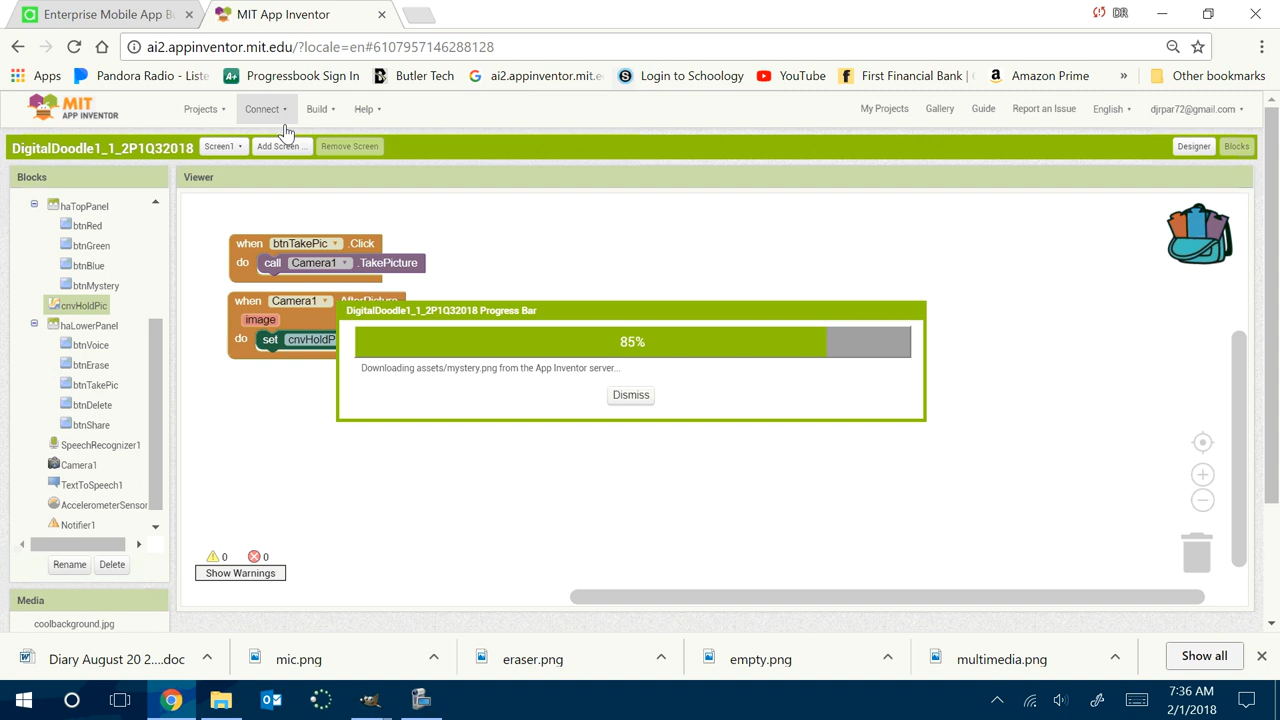 Enterprise Mobile App Bu
MIT App Inventor
DR
ai2.appinventor.mit.edu/?locale=en#6107957146288128
Apps
Pandora Radio - Liste
Progressbook Sign In
Butler Tech
ai2.appinventor.mit.e
Login to Schoology
YouTube
First Financial Bank |
Amazon Prime
»
Other bookmarks
MIT
APP INVENTOR
Projects
Connect
Build
Help
My Projects
Gallery
Guide
Report an Issue
English
djrpar72@gmail.com
DigitalDoodle1_1_2P1Q32018
Screen1
Add Screen ...
Remove Screen
Designer
Blocks
Blocks
Viewer
haTopPanel
btnRed
btnGreen
btnBlue
btnMystery
cnvHoldPic
haLowerPanel
btnVoice
btnErase
btnTakePic
btnDelete
btnShare
SpeechRecognizer1
Camera1
TextToSpeech1
AccelerometerSensor
Notifier1
Rename
Delete
Media
coolbackground.jpg
when btnTakePic .Click
do call Camera1 .TakePicture
when Camera1 .AfterPicture
image
do set cnvHoldP
DigitalDoodle1_1_2P1Q32018 Progress Bar
85%
Downloading assets/mystery.png from the App Inventor server...
Dismiss
0
0
Show Warnings
Diary August 20 2....doc
mic.png
eraser.png
empty.png
multimedia.png
Show all
7:36 AM
2/1/2018